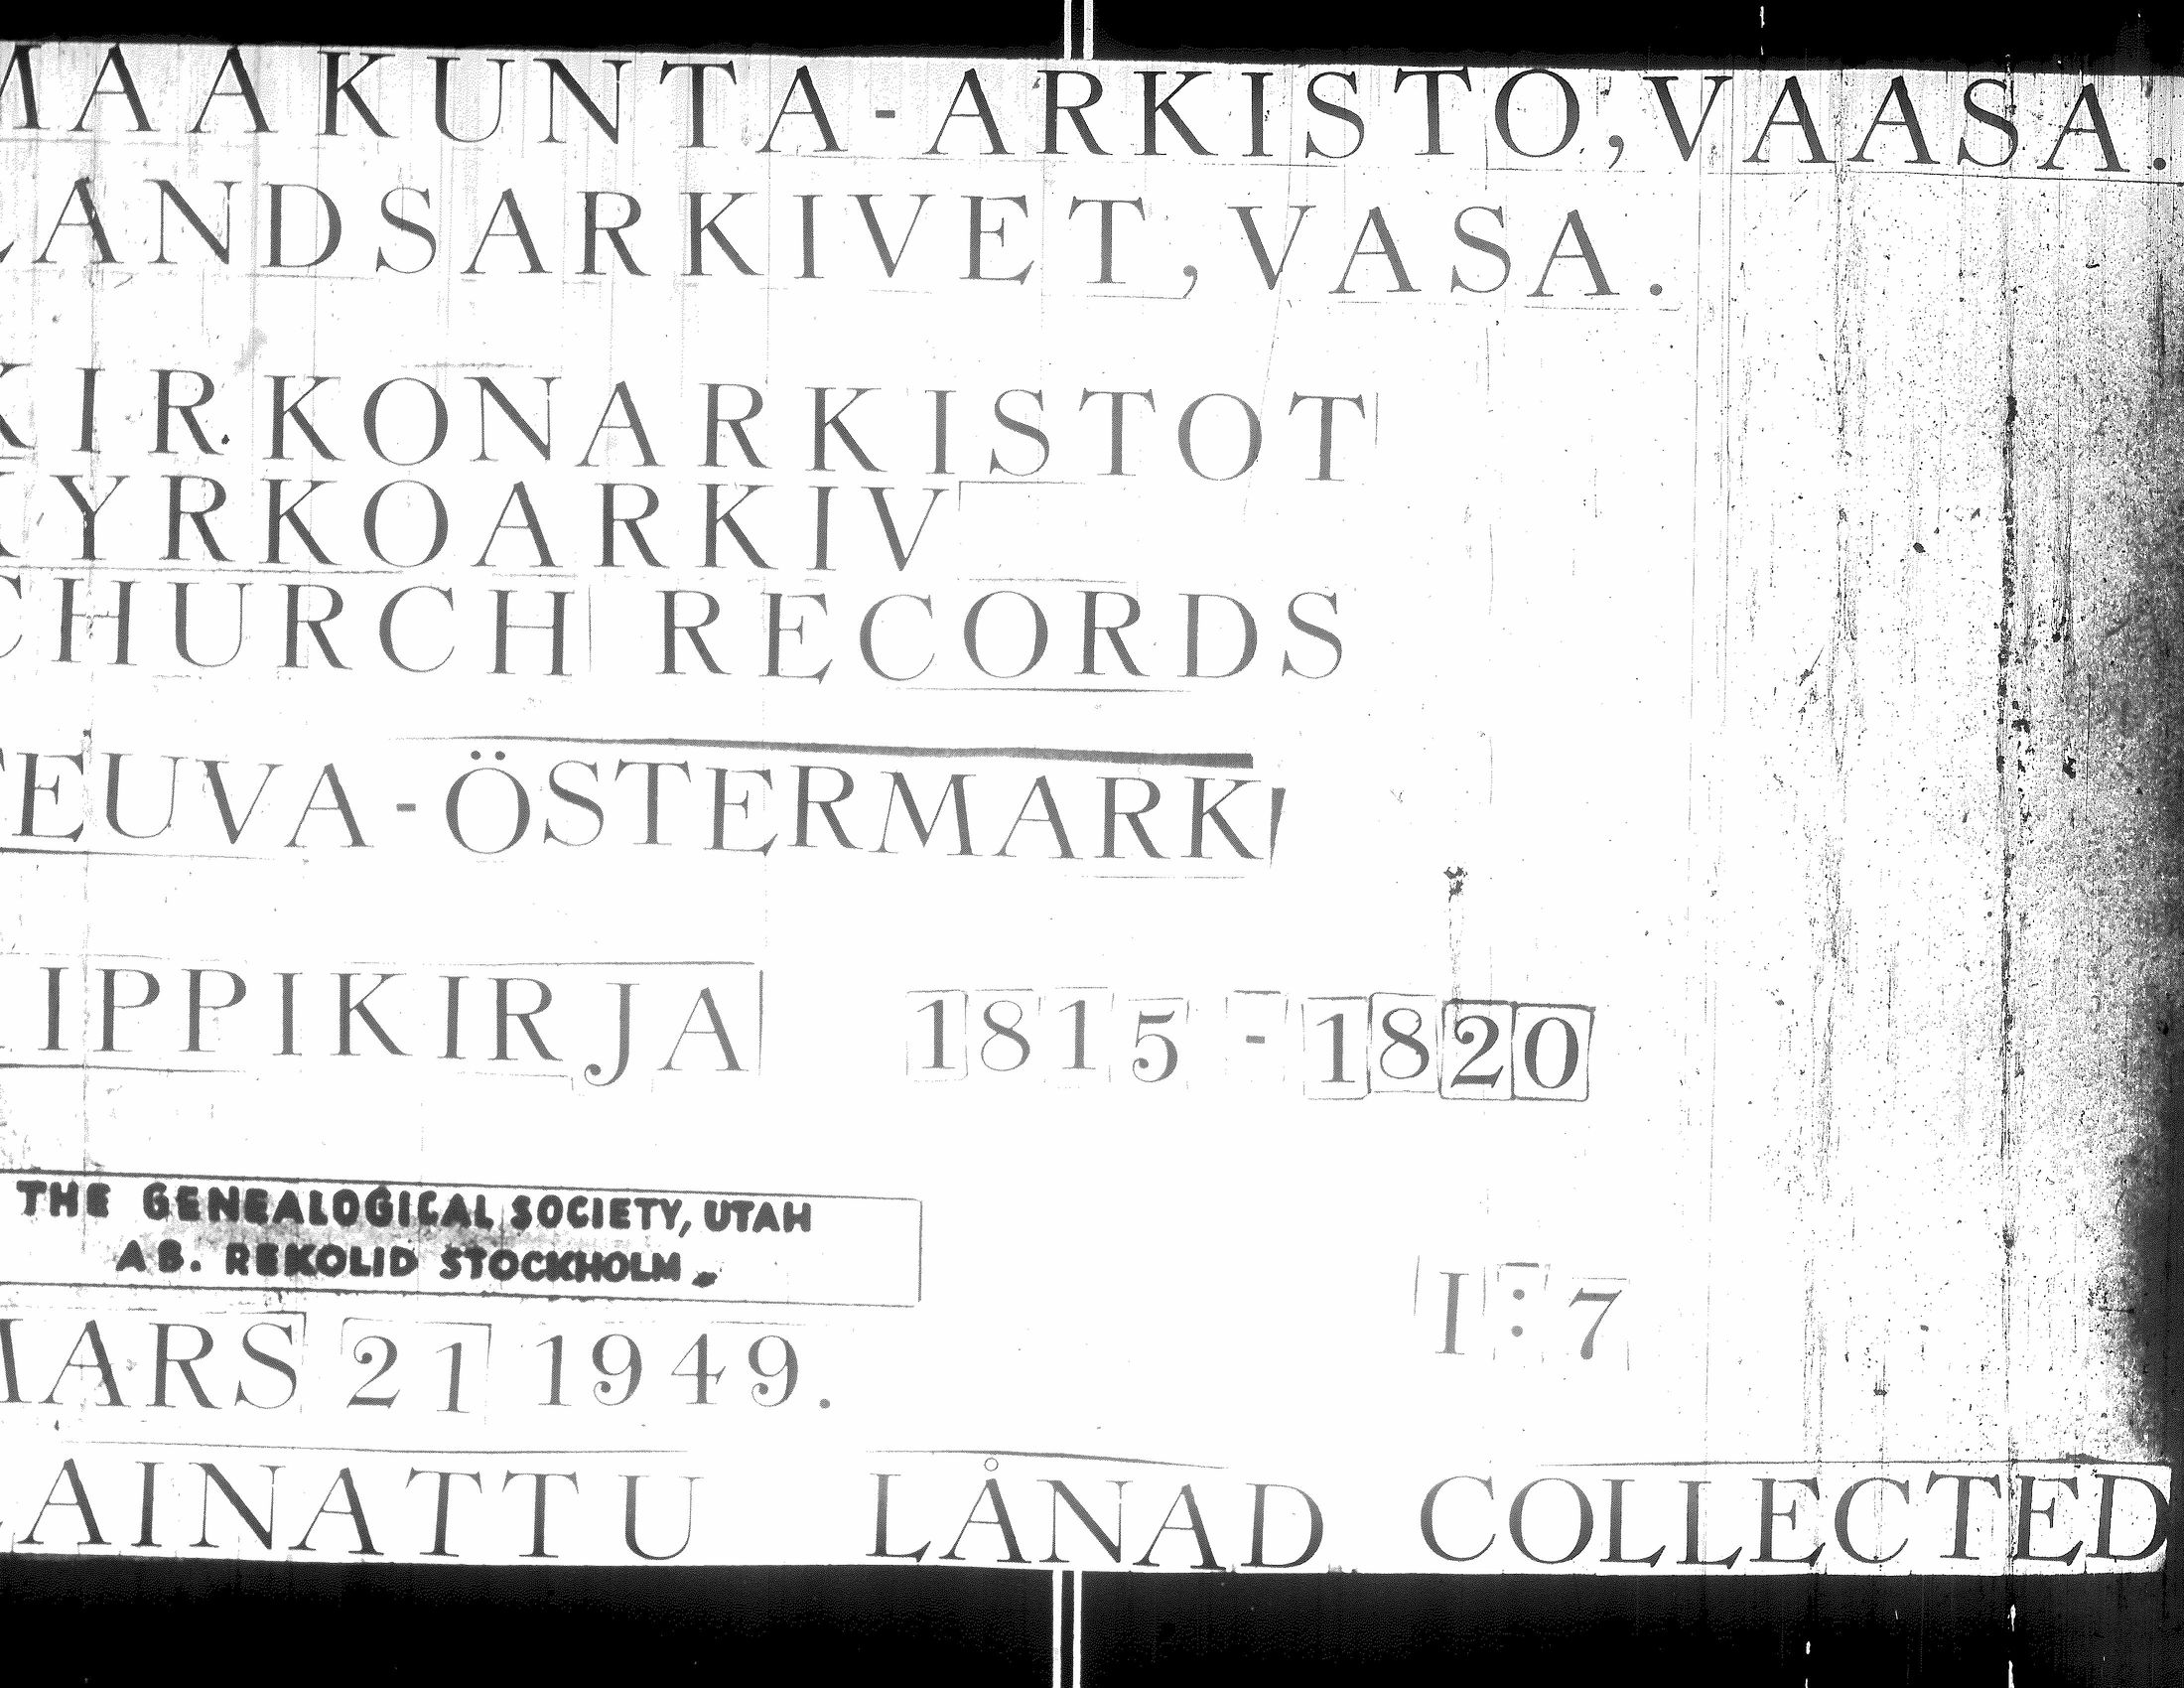 MAAKUNTA-ARKISTO, VAASA.
LANDSARKIVET, VASA.
KIRKONARKISTOT
KYRKOARKIV
CHURCH RECORDS
TEUVA-ÖSTERMARK
RIPPIKIRJA 1815 - 1820
THE GENEALOGICAL SOCIETY, UTAH
AB. REKOLID STOCKHOLM.
I:7
MARS 21 1949.
LAINATTU LÅNAD COLLECTED